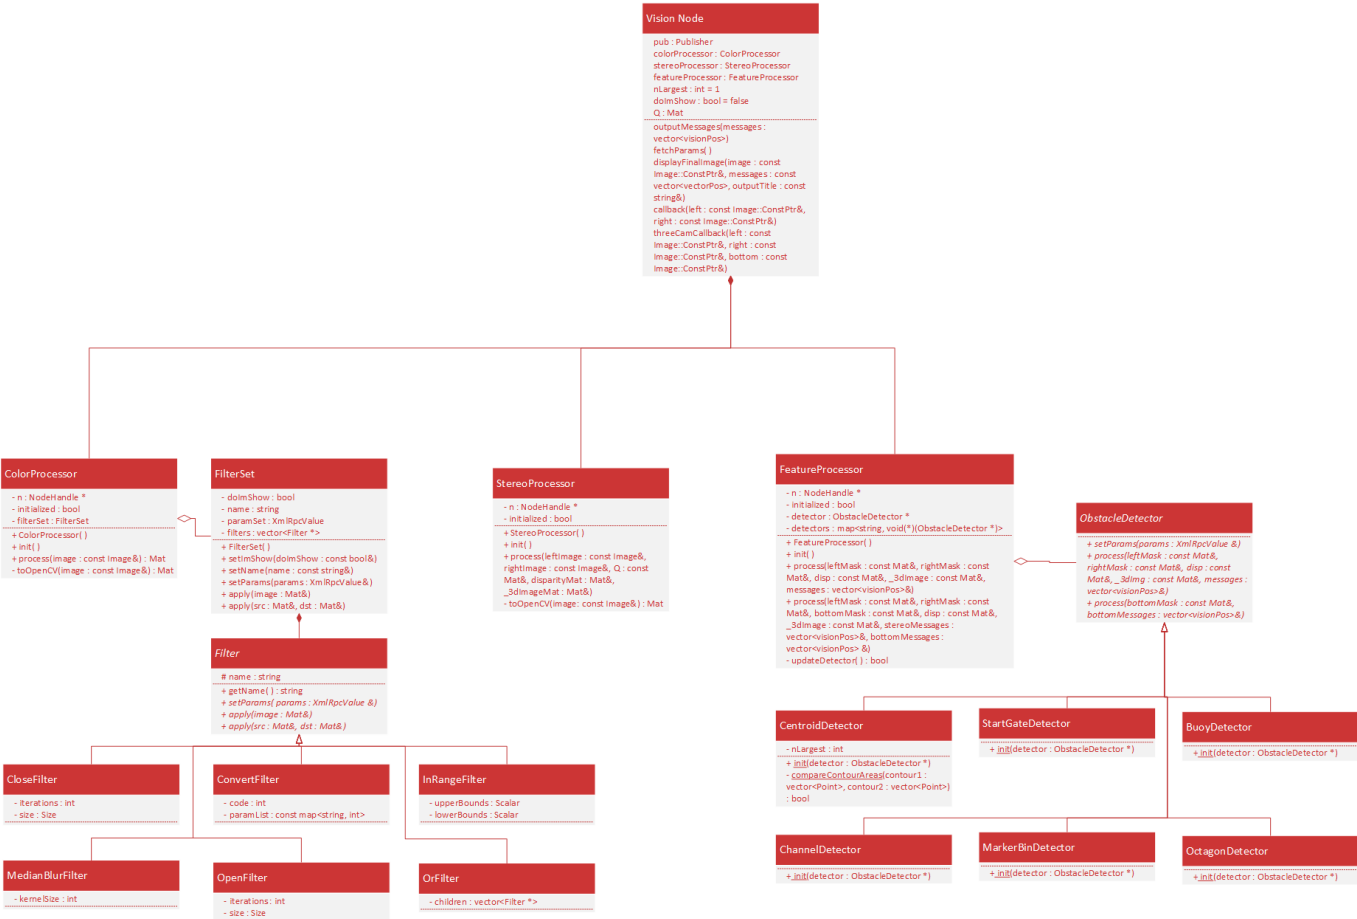 Vision Node
pub : Publisher
colorProcessor : ColorProcessor
stereoProcessor : StereoProcessor
featureProcessor : FeatureProcessor
nLargest : int = 1
doImShow : bool = false
Q : Mat
outputMessages(messages :
vector<visionPos>)
fetchParams( )
displayFinalImage(image : const
Image::ConstPtr&, messages : const
vector<vectorPos>, outputTitle : const
string&)
callback(left : const Image::ConstPtr&,
right : const Image::ConstPtr&)
threeCamCallback(left : const
Image::ConstPtr&, right : const
Image::ConstPtr&, bottom : const
Image::ConstPtr&)
ColorProcessor
- n : NodeHandle *
- initialized : bool
- filterSet : FilterSet
+ ColorProcessor( )
+ init( )
+ process(image : const Image&) : Mat
- toOpenCV(image : const Image&) : Mat
FilterSet
- doImShow : bool
- name : string
- paramSet : XmlRpcValue
- filters : vector<Filter *>
+ FilterSet( )
+ setImShow(doImShow : const bool&)
+ setName(name : const string&)
+ setParams(params : XmlRpcValue&)
+ apply(image : Mat&)
+ apply(src : Mat&, dst : Mat&)
StereoProcessor
- n : NodeHandle *
- initialized : bool
+ StereoProcessor( )
+ init( )
+ process(leftImage : const Image&,
rightImage : const Image&, Q : const
Mat&, disparityMat : Mat&,
_3dImageMat : Mat&)
- toOpenCV(image: const Image&) : Mat
FeatureProcessor
- n : NodeHandle *
- initialized : bool
- detector : ObstacleDetector *
- detectors : map<string, void(*)(ObstacleDetector *)>
+ FeatureProcessor( )
+ init( )
+ process(leftMask : const Mat&, rightMask : const
Mat&, disp : const Mat&, _3dImage : const Mat&,
messages : vector<visionPos>&)
+ process(leftMask : const Mat&, rightMask : const
Mat&, bottomMask : const Mat&, disp : const Mat&,
_3dImage : const Mat&, stereoMessages :
vector<visionPos>&, bottomMessages :
vector<visionPos> &)
- updateDetector( ) : bool
ObstacleDetector
+ setParams(params : XmlRpcValue &)
+ process(leftMask : const Mat&,
rightMask : const Mat&, disp : const
Mat&, _3dImg : const Mat&, messages :
vector<visionPos>&)
+ process(bottomMask : const Mat&,
bottomMessages : vector<visionPos>&)
Filter
# name : string
+ getName( ) : string
+ setParams( params : XmlRpcValue &)
+ apply(image : Mat&)
+ apply(src : Mat&, dst : Mat&)
CloseFilter
- iterations : int
- size : Size
ConvertFilter
- code : int
- paramList : const map<string, int>
InRangeFilter
- upperBounds : Scalar
- lowerBounds : Scalar
MedianBlurFilter
- kernelSize : int
OpenFilter
- iterations : int
- size : Size
OrFilter
- children : vector<Filter *>
CentroidDetector
- nLargest : int
+ init(detector : ObstacleDetector *)
- compareContourAreas(contour1 :
vector<Point>, contour2 : vector<Point>)
: bool
StartGateDetector
+ init(detector : ObstacleDetector *)
BuoyDetector
+ init(detector : ObstacleDetector *)
ChannelDetector
+ init(detector : ObstacleDetector *)
MarkerBinDetector
+ init(detector : ObstacleDetector *)
OctagonDetector
+ init(detector : ObstacleDetector *)